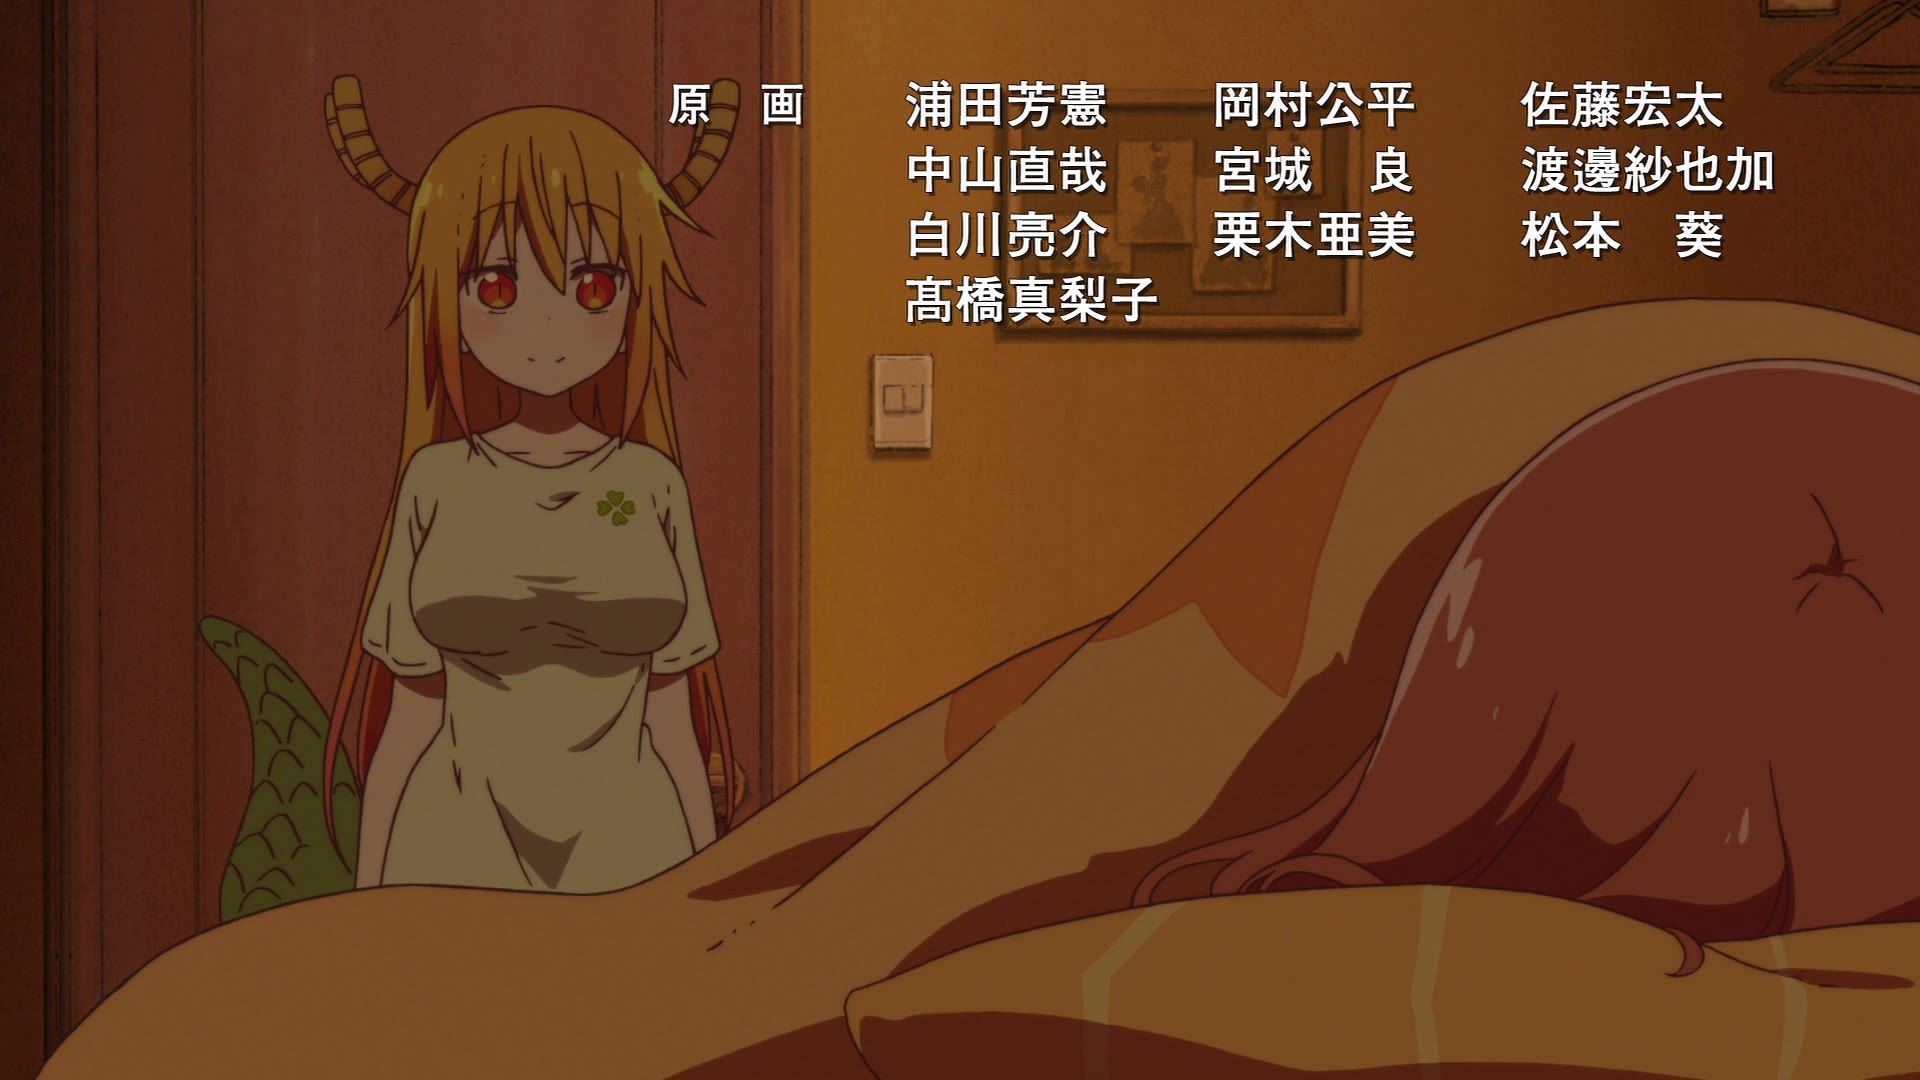 原　画　浦田芳憲　岡村公平　佐藤宏太
中山直哉　宮城　良　渡邊紗也加
白川亮介　栗木亜美　松本　葵
髙橋真梨子